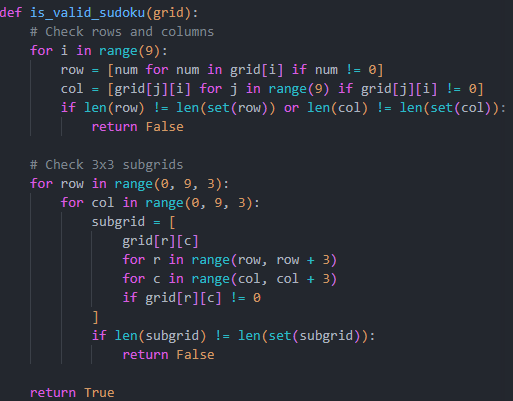 def is_valid_sudoku(grid):
    # Check rows and columns
    for i in range(9):
        row = [num for num in grid[i] if num != 0]
        col = [grid[j][i] for j in range(9) if grid[j][i] != 0]
        if len(row) != len(set(row)) or len(col) != len(set(col)):
            return False

    # Check 3x3 subgrids
    for row in range(0, 9, 3):
        for col in range(0, 9, 3):
            subgrid = [
                grid[r][c]
                for r in range(row, row + 3)
                for c in range(col, col + 3)
                if grid[r][c] != 0
            ]
            if len(subgrid) != len(set(subgrid)):
                return False

    return True